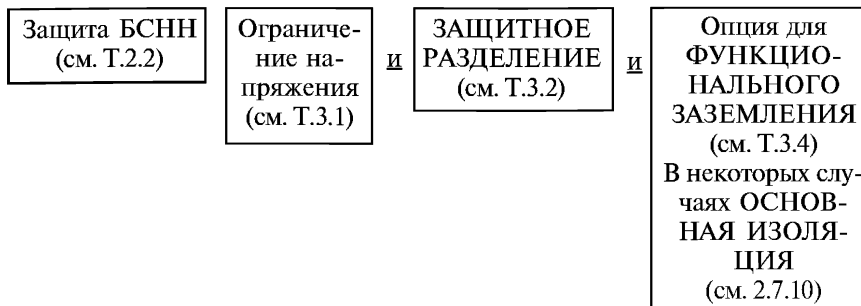 Защита БСНН
(см. Т.2.2)
Ограниче-
ние на-
пряжения
(см. Т.3.1)
и
ЗАЩИТНОЕ
РАЗДЕЛЕНИЕ
(см. Т.3.2)
и
Опция для
ФУНКЦИО-
НАЛЬНОГО
ЗАЗЕМЛЕНИЯ
(см. Т.3.4)
В некоторых слу-
чаях ОСНОВ-
НАЯ ИЗОЛЯ-
ЦИЯ
(см. 2.7.10)